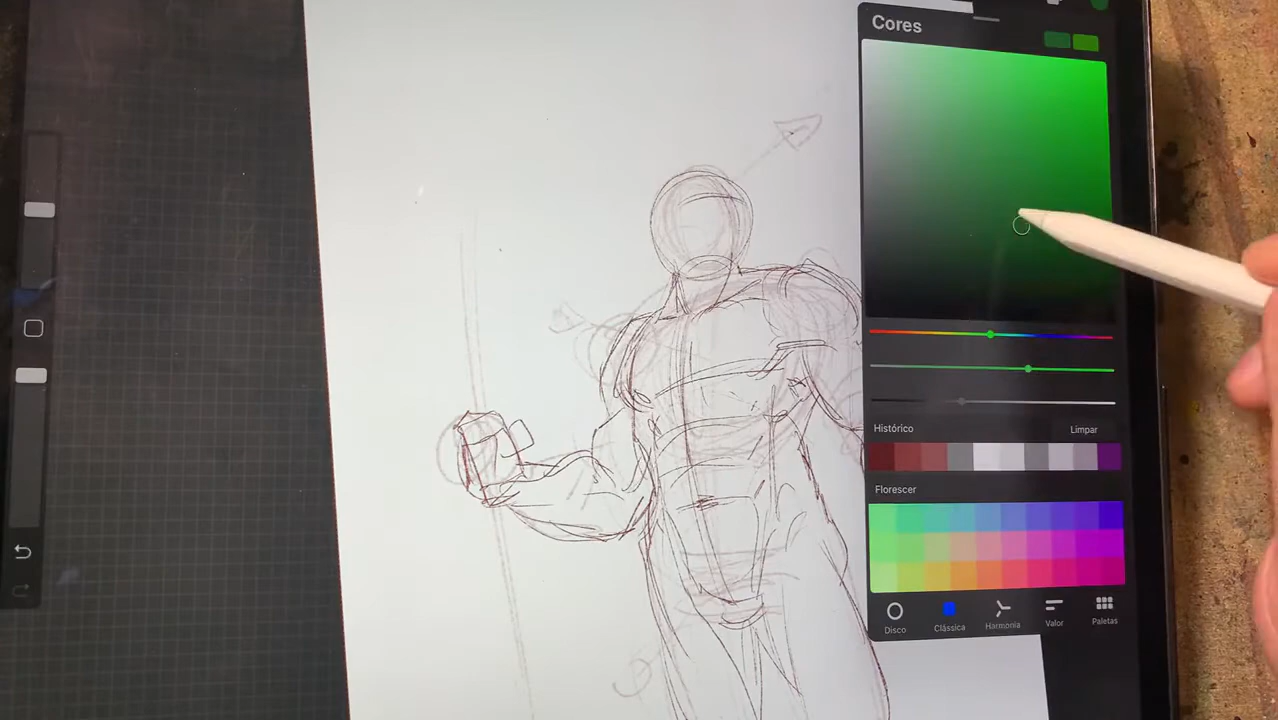 Cores
Histórico Limpar
Florescer
Disco Clássica Harmonia Valor Paletas